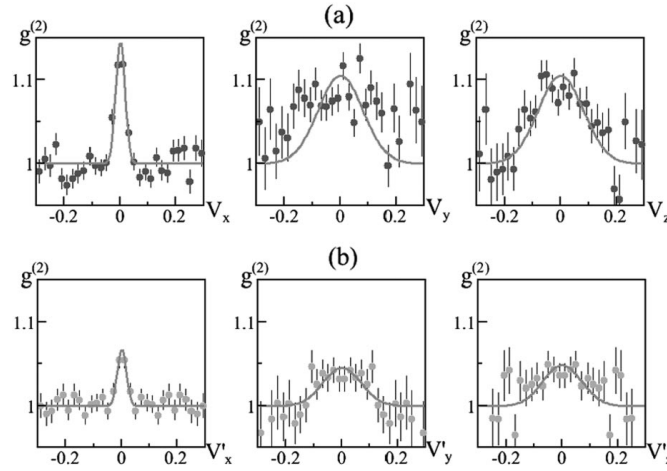 (a)
g(2) g(2) g(2)
1.1 1.1 1.1
1 1 1
-0.2 0 0.2 Vx -0.2 0 0.2 Vy -0.2 0 0.2 Vz
(b)
g(2) g(2) g(2)
1.1 1.1 1.1
1 1 1
-0.2 0 0.2 V'x -0.2 0 0.2 V'y -0.2 0 0.2